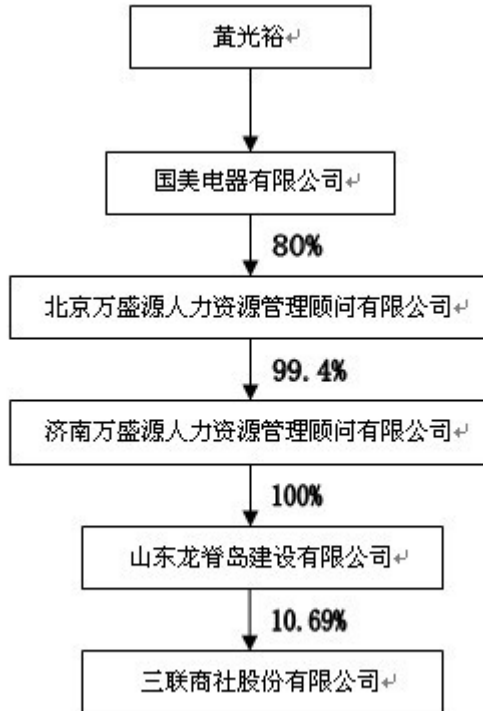 黄光裕↵
国美电器有限公司↵
80%
北京万盛源人力资源管理顾问有限公司↵
99.4%
济南万盛源人力资源管理顾问有限公司↵
100%
山东龙脊岛建设有限公司↵
10.69%
三联商社股份有限公司↵